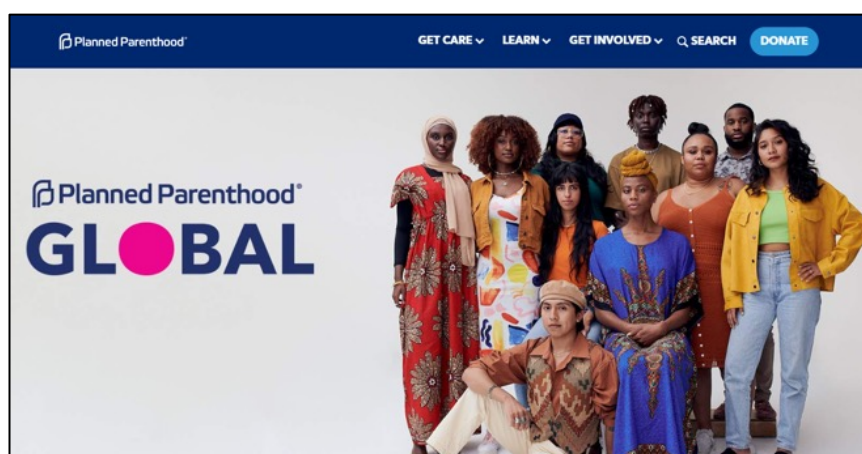 Planned Parenthood®
GET CARE
LEARN
GET INVOLVED
SEARCH
DONATE
Planned Parenthood®
GLOBAL